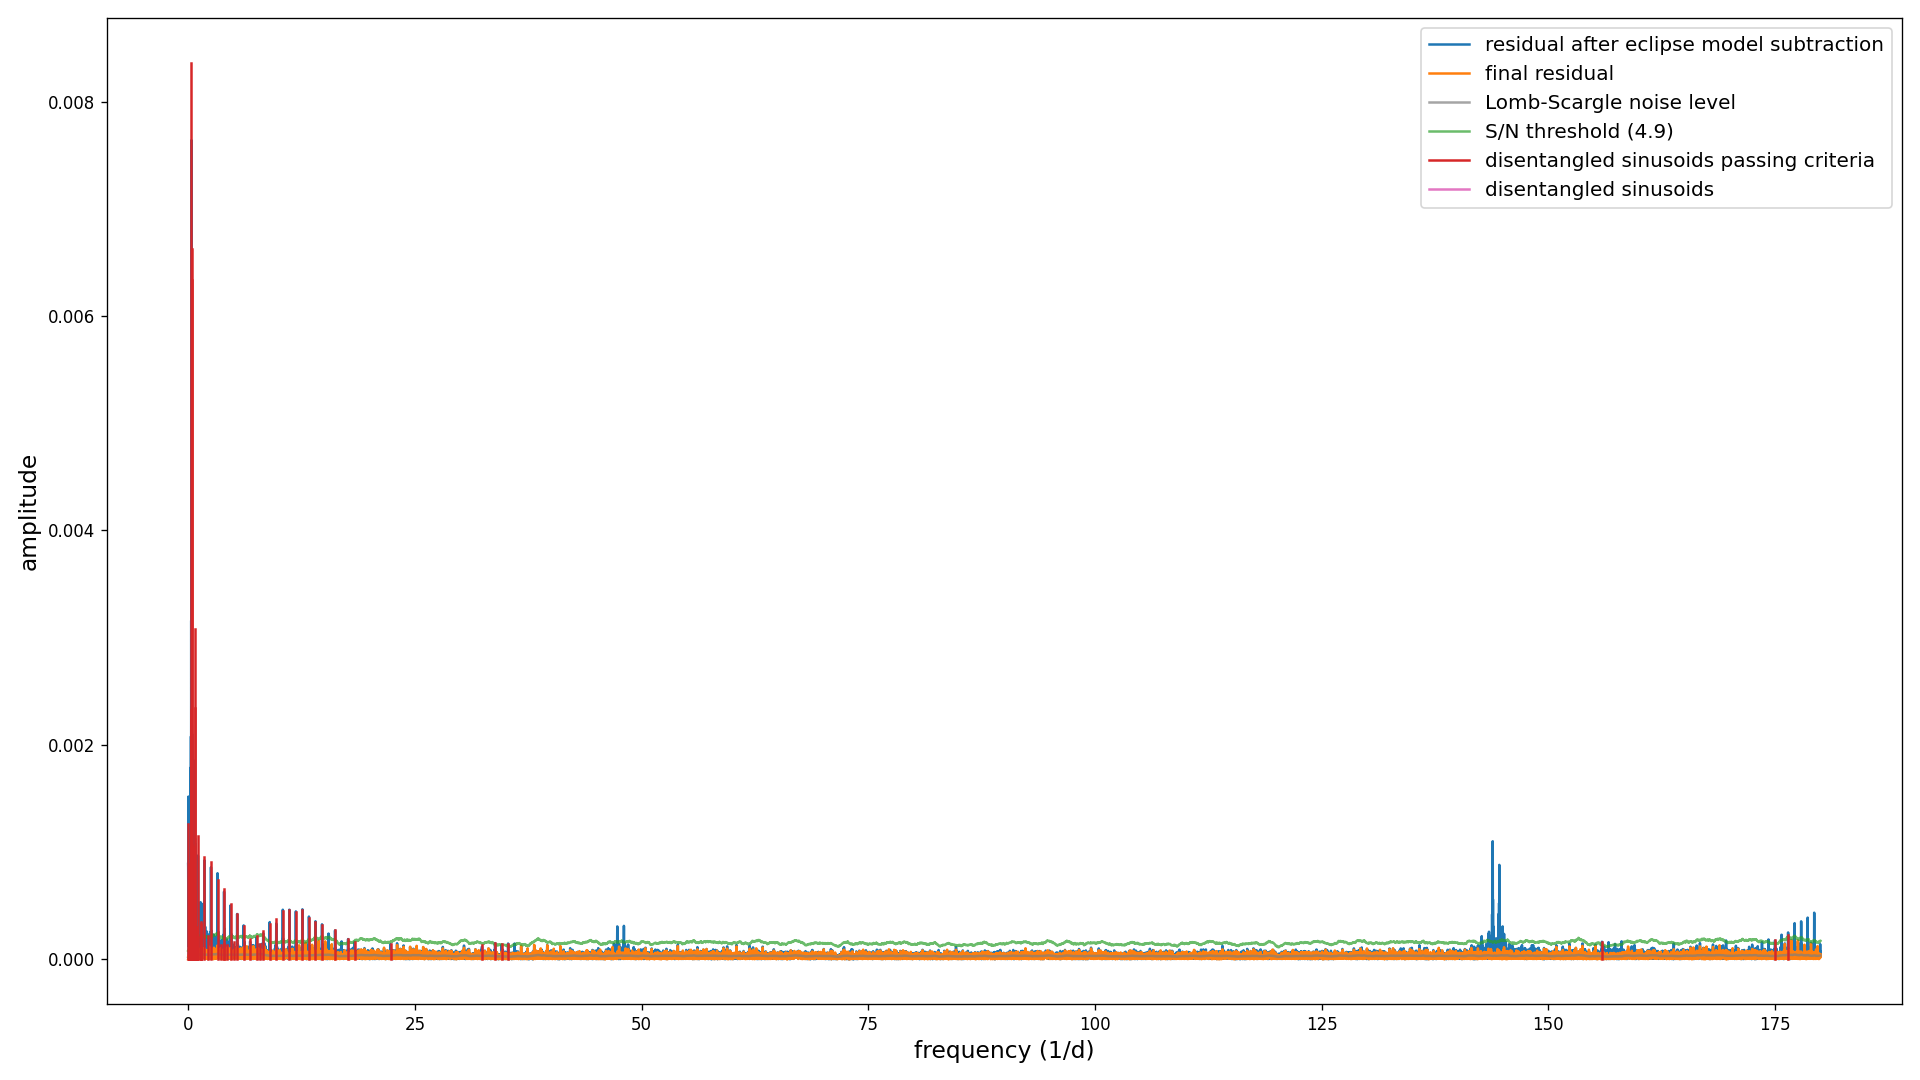 residual after eclipse model subtraction
final residual
Lomb-Scargle noise level
S/N threshold (4.9)
disentangled sinusoids passing criteria
disentangled sinusoids
0.008
0.006
0.004
0.002
0.000
amplitude
0 25 50 75 100 125 150 175
frequency (1/d)